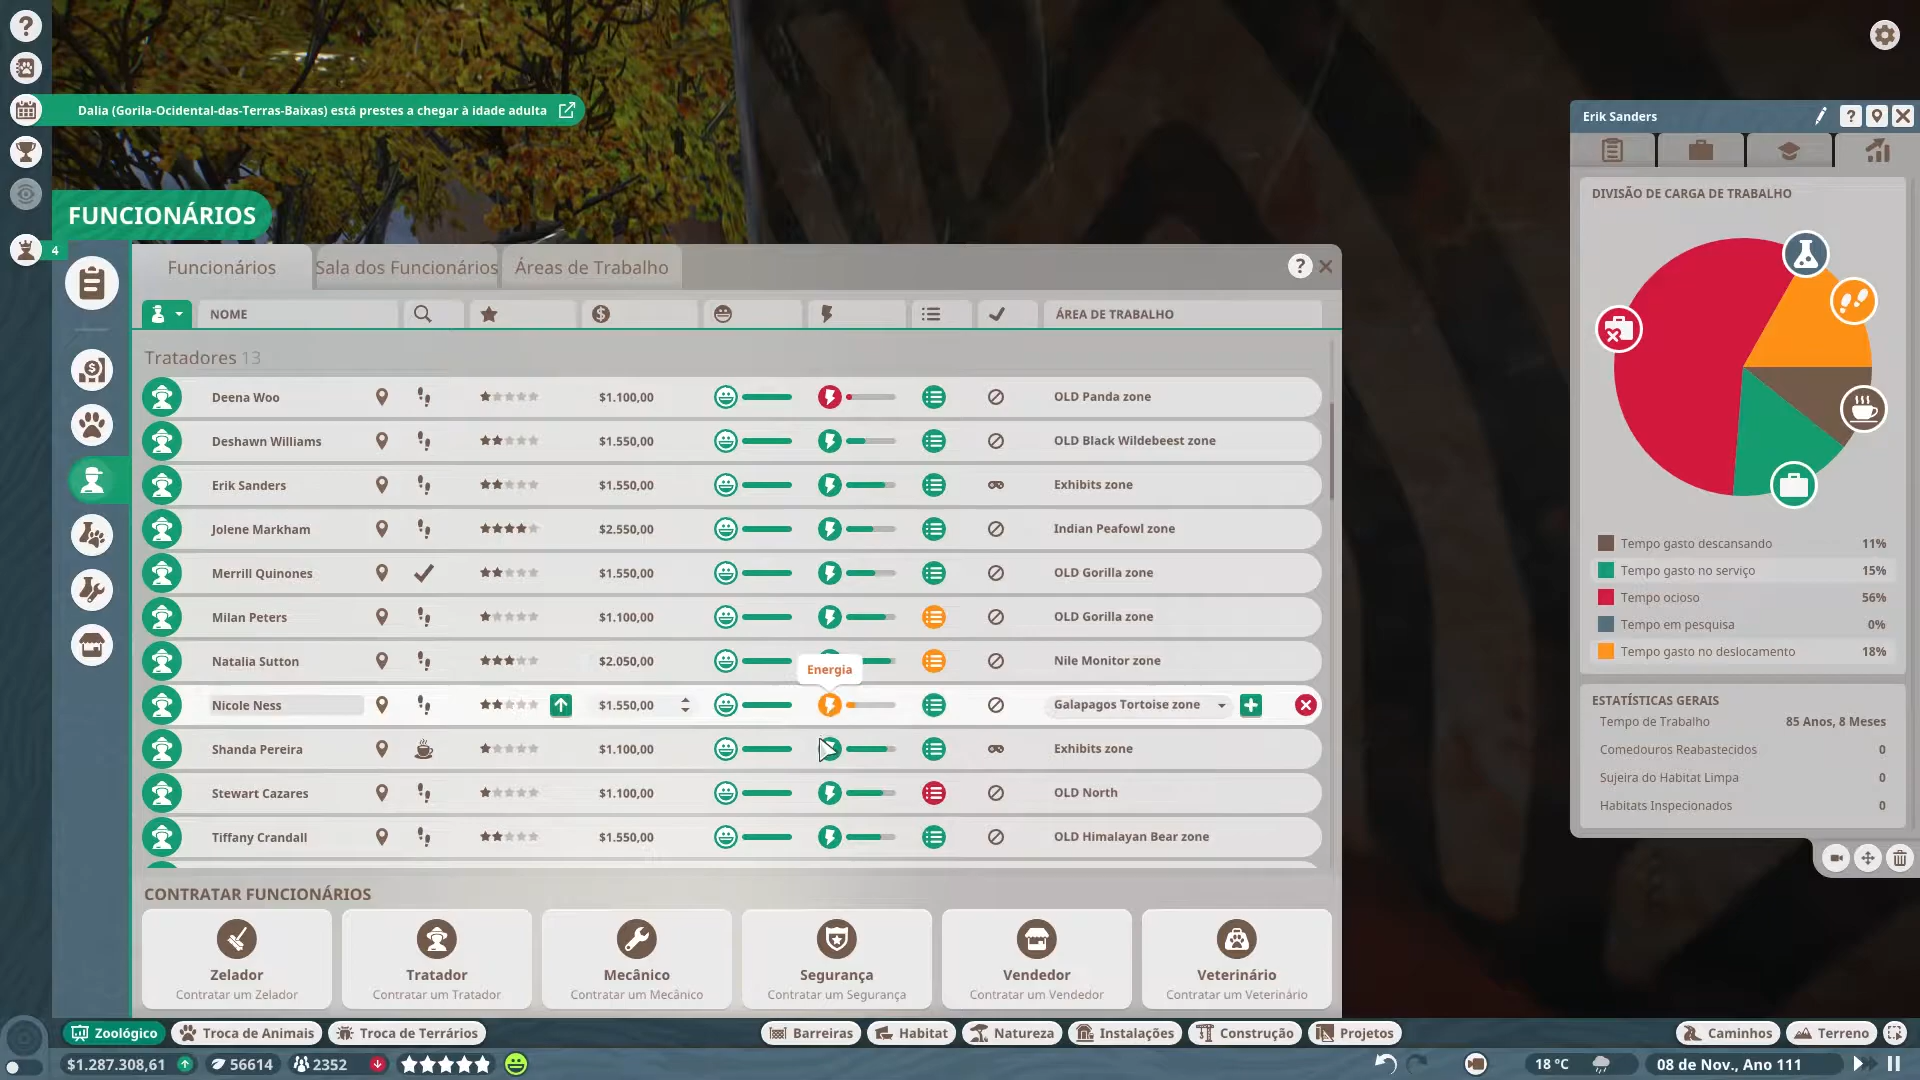 Dalia (Gorila-Ocidental-das-Terras-Baixas) está prestes a chegar à idade adulta
FUNCIONÁRIOS
4
Funcionários
Sala dos Funcionários
Áreas de Trabalho
?
NOME
ÁREA DE TRABALHO
Tratadores 13
Deena Woo $1.100,00 OLD Panda zone
Deshawn Williams $1.550,00 OLD Black Wildebeest zone
Erik Sanders $1.550,00 Exhibits zone
Jolene Markham $2.550,00 Indian Peafowl zone
Merrill Quinones $1.550,00 OLD Gorilla zone
Milan Peters $1.100,00 OLD Gorilla zone
Natalia Sutton $2.050,00 Nile Monitor zone
Energia
Nicole Ness $1.550,00 Galapagos Tortoise zone
Shanda Pereira $1.100,00 Exhibits zone
Stewart Cazares $1.100,00 OLD North
Tiffany Crandall $1.550,00 OLD Himalayan Bear zone
CONTRATAR FUNCIONÁRIOS
Zelador
Contratar um Zelador
Tratador
Contratar um Tratador
Mecânico
Contratar um Mecânico
Segurança
Contratar um Segurança
Vendedor
Contratar um Vendedor
Veterinário
Contratar um Veterinário
Erik Sanders
?
DIVISÃO DE CARGA DE TRABALHO
Tempo gasto descansando 11%
Tempo gasto no serviço 15%
Tempo ocioso 56%
Tempo em pesquisa 0%
Tempo gasto no deslocamento 18%
ESTATÍSTICAS GERAIS
Tempo de Trabalho 85 Anos, 8 Meses
Comedouros Reabastecidos 0
Sujeira do Habitat Limpa 0
Habitats Inspecionados 0
Zoológico
Troca de Animais
Troca de Terrários
Barreiras
Habitat
Natureza
Instalações
Construção
Projetos
Caminhos
Terreno
$1.287.308,61
56614
2352
18 °C
08 de Nov., Ano 111